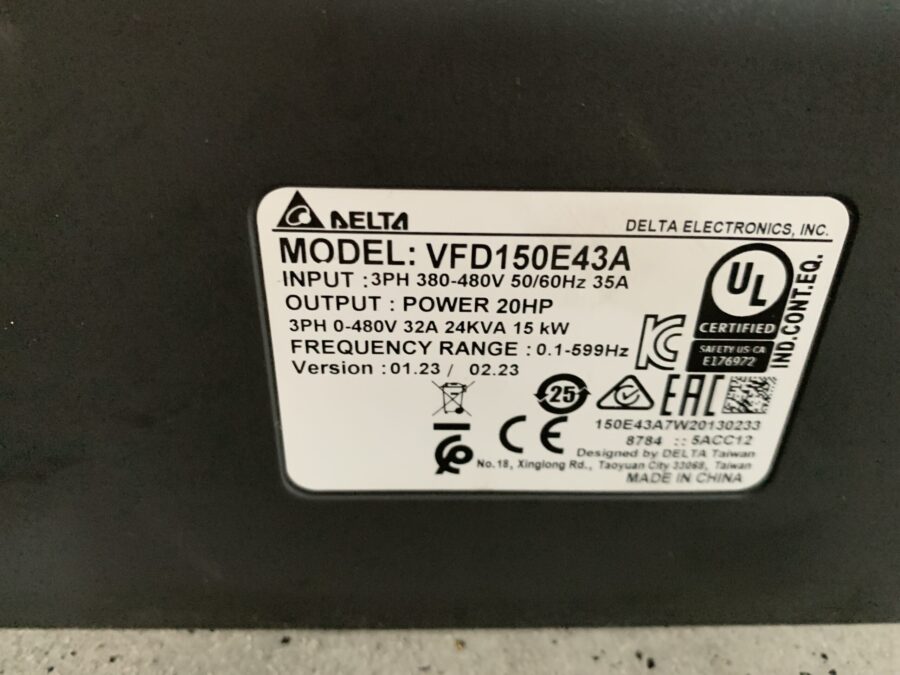 DELTA
DELTA ELECTRONICS, INC.
MODEL: VFD150E43A
INPUT :3PH 380-480V 50/60Hz 35A
OUTPUT : POWER 20HP
3PH 0-480V 32A 24KVA 15 kW
FREQUENCY RANGE : 0.1-599Hz
Version :01.23 / 02.23
UL
CERTIFIED
SAFETY US-CA
E176972
IND.CONT.EQ.
25
EAC
CE
150E43A7W20130233
8784 :: 5ACC12
Designed by DELTA Taiwan
No.18, Xinglong Rd., Taoyuan City 33068, Taiwan
MADE IN CHINA